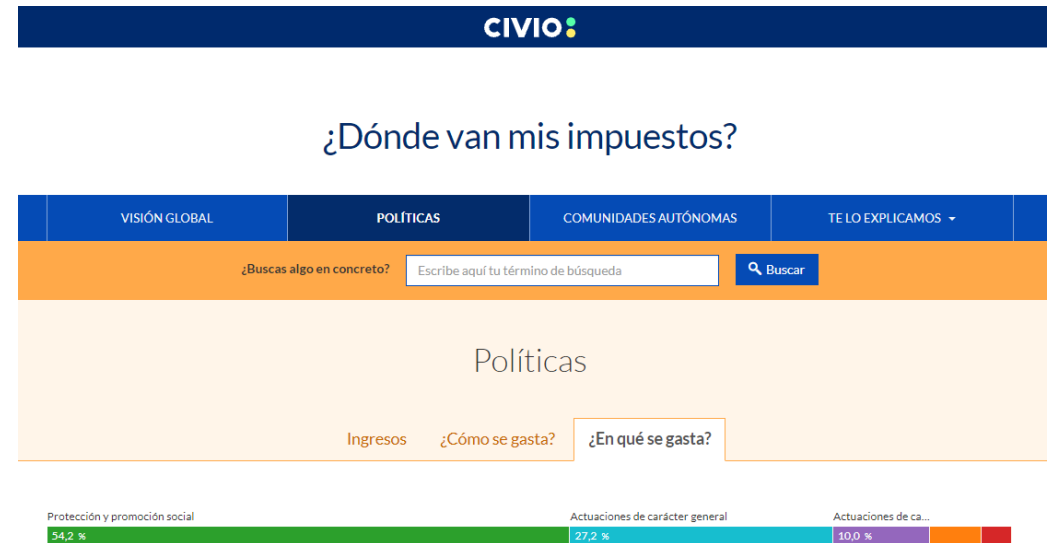 CIVIO
¿Dónde van mis impuestos?
VISIÓN GLOBAL POLÍTICAS COMUNIDADES AUTÓNOMAS TE LO EXPLICAMOS
¿Buscas algo en concreto? Escribe aquí tu término de búsqueda Buscar
Políticas
Ingresos ¿Cómo se gasta? ¿En qué se gasta?
Protección y promoción social Actuaciones de carácter general Actuaciones de ca...
54,2 % 27,2 % 10,0 %